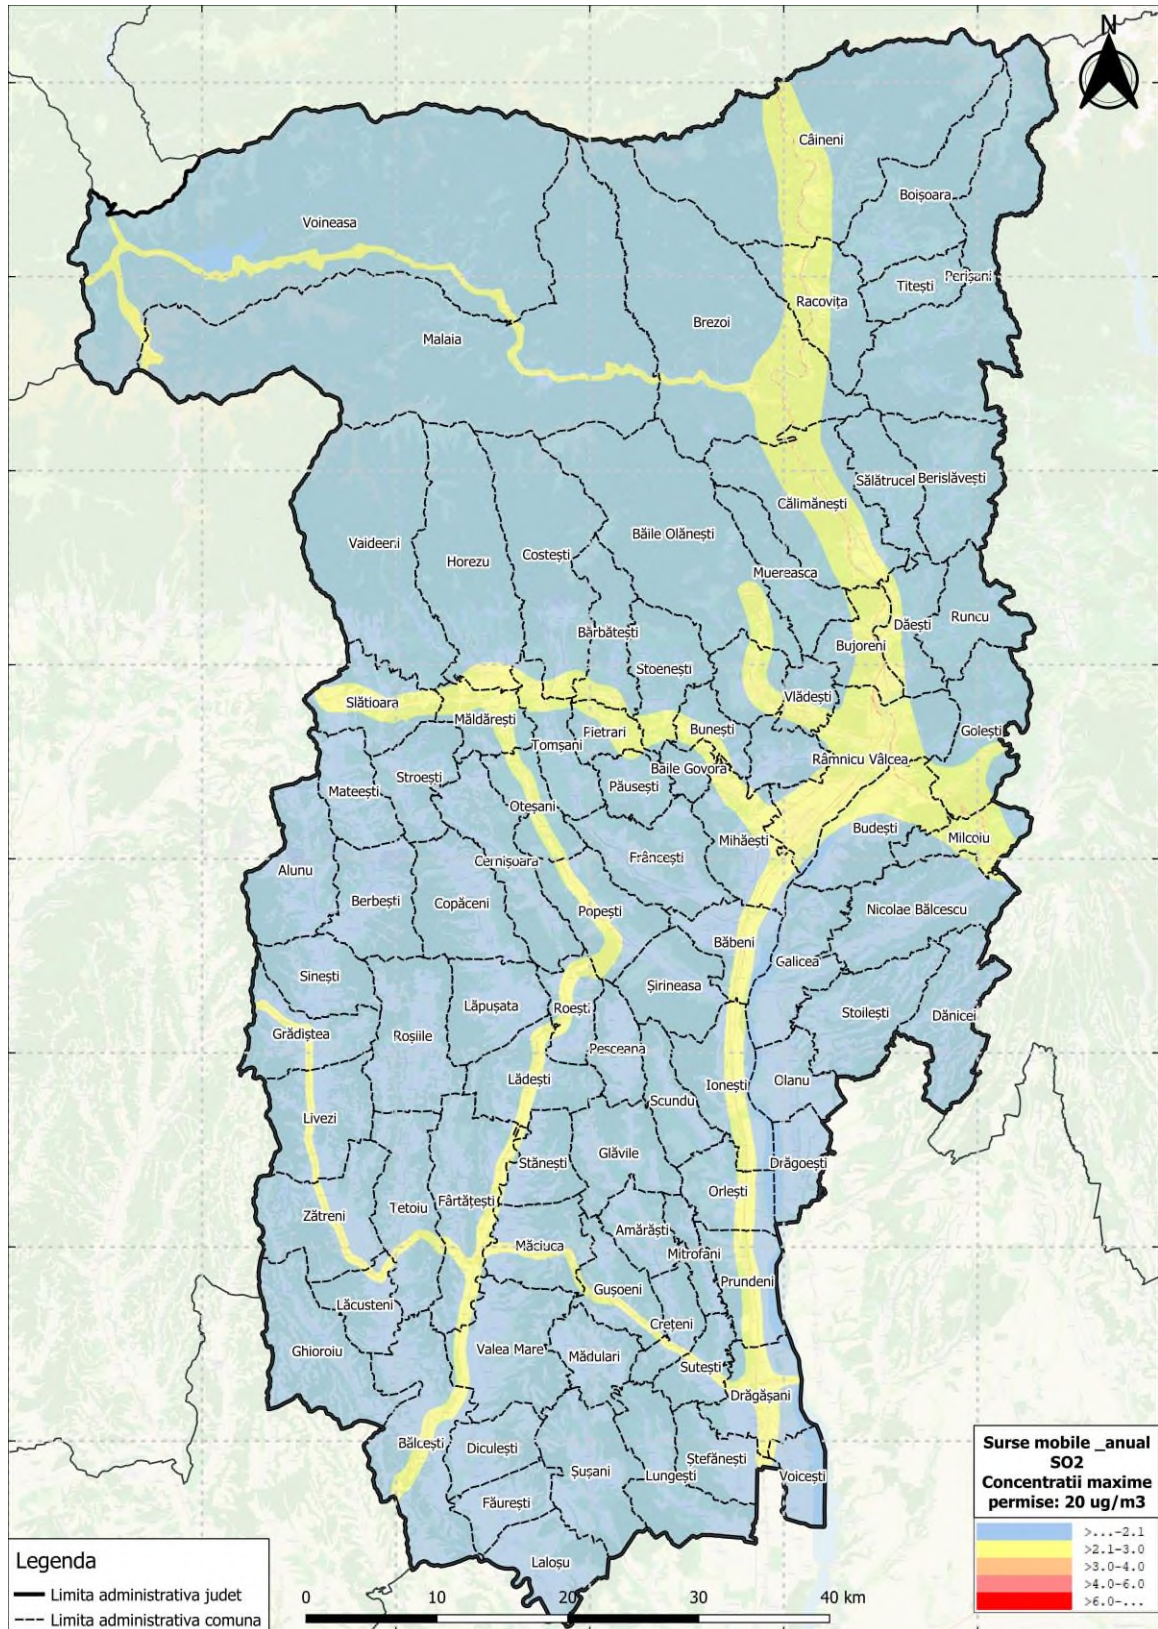 N
Câineni
Boișoara
Voineasa
Perișani
Titești
Racovița
Brezoi
Malaia
Sălătrucel
Berislăvești
Călimănești
Băile Olănești
Vaideeni
Costești
Horezu
Muereasca
Runcu
Dăești
Bărbătești
Bujoreni
Stoenești
Vlădești
Slătioara
Măldărești
Pietrari
Bunești
Golești
Tomșani
Râmnicu Vâlcea
Baile Govora
Stroești
Păusești
Mateești
Oteșani
Budești
Mihăești
Milcoiu
Frâncești
Cernișoara
Alunu
Berbești
Copăceni
Popești
Nicolae Bălcescu
Băbeni
Galicea
Sinești
Șirineasa
Lăpușata
Roești
Stoilești
Dănicei
Grădiștea
Roșiile
Pesceana
Lădești
Olanu
Ionești
Scundu
Livezi
Glăvile
Stănești
Drăgoești
Orlești
Fârtățești
Tetoiu
Zătreni
Amărăști
Măciuca
Mitrofani
Prundeni
Gușoeni
Lăcusteni
Crețeni
Ghioroiu
Valea Mare
Mădulari
Sutești
Drăgășani
Bălcești
Diculești
Ștefănești
Șușani
Lungești
Voicești
Făurești
Laloșu
Surse mobile _anual
SO2
Concentratii maxime
permise: 20 ug/m3
>...-2.1
>2.1-3.0
>3.0-4.0
>4.0-6.0
>6.0-...
Legenda
Limita administrativa judet
Limita administrativa comuna
0 10 20 30 40 km